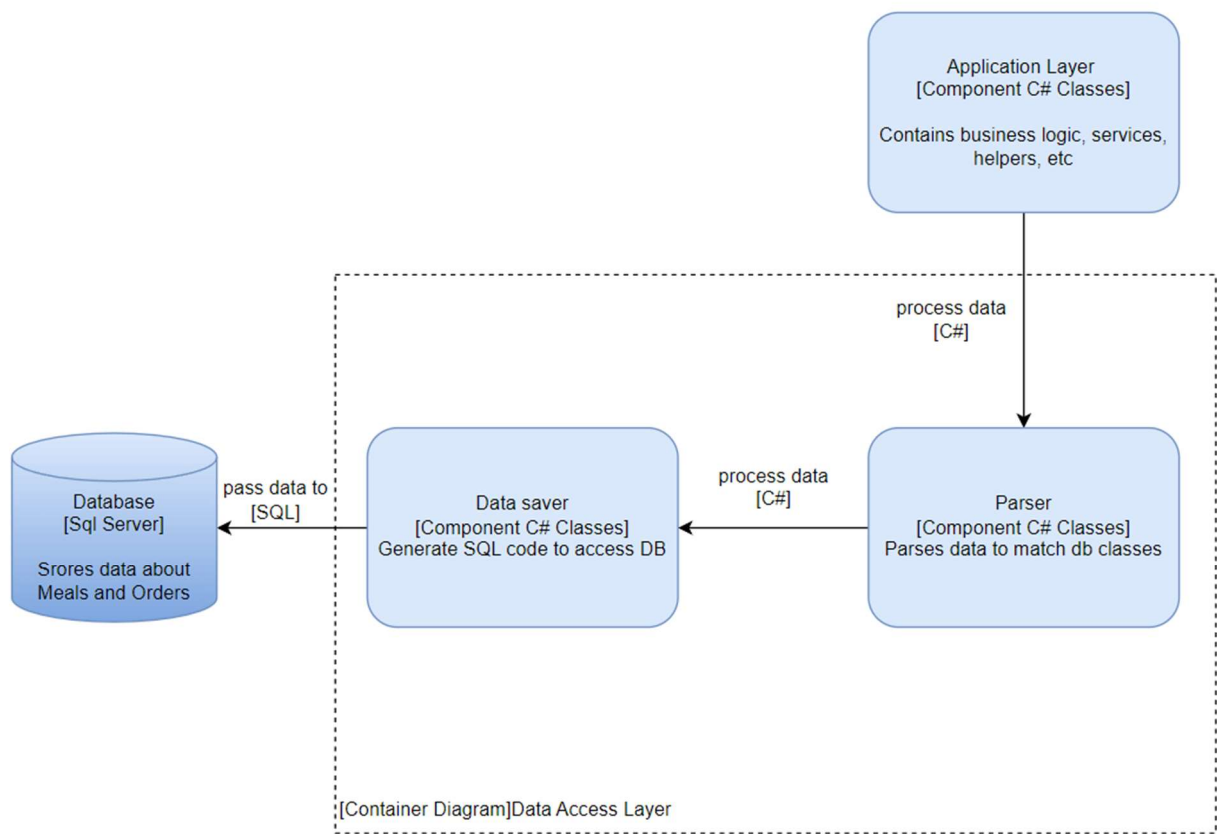 Application Layer
[Component C# Classes]
Contains business logic, services,
helpers, etc
process data
[C#]
Database
[Sql Server]
Srores data about
Meals and Orders
pass data to
[SQL]
Data saver
[Component C# Classes]
Generate SQL code to access DB
process data
[C#]
Parser
[Component C# Classes]
Parses data to match db classes
[Container Diagram]Data Access Layer